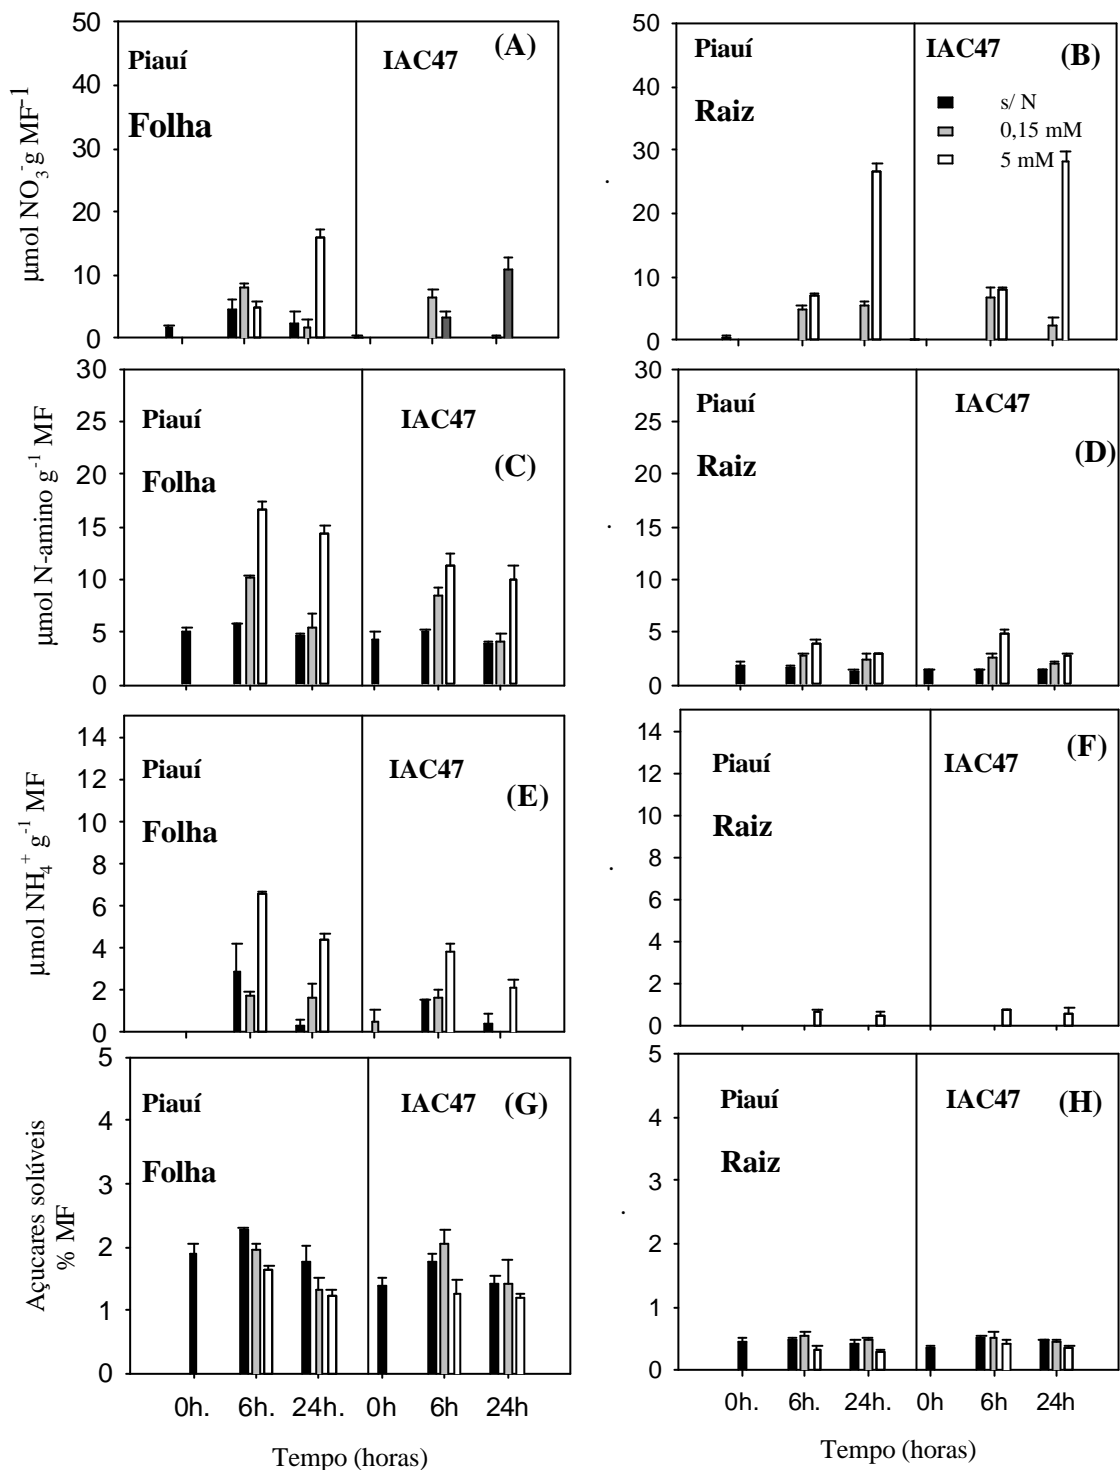 50
40
30
20
10
0
µmol NO3- g MF-1
Piauí
Folha
IAC47
(A)
50
40
30
20
10
0
Piauí
Raiz
IAC47
(B)
s/ N
0,15 mM
5 mM
30
25
20
15
10
5
0
µmol N-amino g-1 MF
Piauí
Folha
IAC47
(C)
30
25
20
15
10
5
0
Piauí
Raiz
IAC47
(D)
14
12
10
8
6
4
2
0
µmol NH4+ g-1 MF
Piauí
Folha
IAC47
(E)
14
12
10
8
6
4
2
0
Piauí
Raiz
IAC47
(F)
5
4
3
2
1
0
Açucares solúveis
% MF
Piauí
Folha
IAC47
(G)
0h. 6h. 24h. 0h 6h 24h
Tempo (horas)
5
4
3
2
1
0
Piauí
Raiz
IAC47
(H)
0h. 6h. 24h. 0h 6h 24h
Tempo (horas)